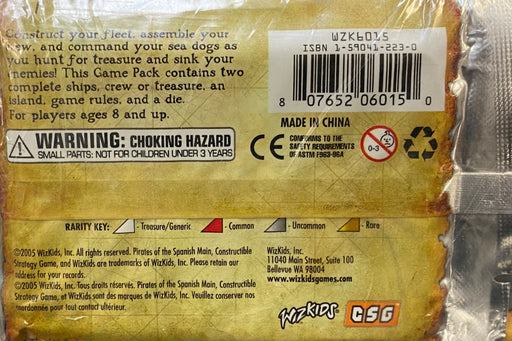 Construct your fleet, assemble your
crew, and command your sea dogs as
you hunt for treasure and sink your
enemies! This Game Pack contains two
complete ships, crew or treasure, an
island, game rules, and a die.
For players ages 8 and up.
WZK6015
ISBN 1-59041-223-0
8 07652 06015 0
MADE IN CHINA
WARNING: CHOKING HAZARD
SMALL PARTS: NOT FOR CHILDREN UNDER 3 YEARS
CE
CONFORMS TO THE
SAFETY REQUIREMENTS
OF ASTM F963-96A
0-3
RARITY KEY: - Treasure/Generic - Common - Uncommon - Rare
©2005 WizKids, Inc. All rights reserved. Pirates of the Spanish Main, Constructible
Strategy Game, and WizKids are trademarks of WizKids, Inc. Please retain our
address for your records.
©2005 WizKids, Inc. Tous droits réservés. Pirates of the Spanish Main, Constructible
Strategy Game, et WizKids sont des marques de WizKids, Inc. Veuillez conserver nos
coordonnée pour tout contact ultérieur.
WizKids, Inc.
11040 Main Street, Suite 100
Bellevue WA 98004
www.wizkidsgames.com
WIZKIDS
CSG